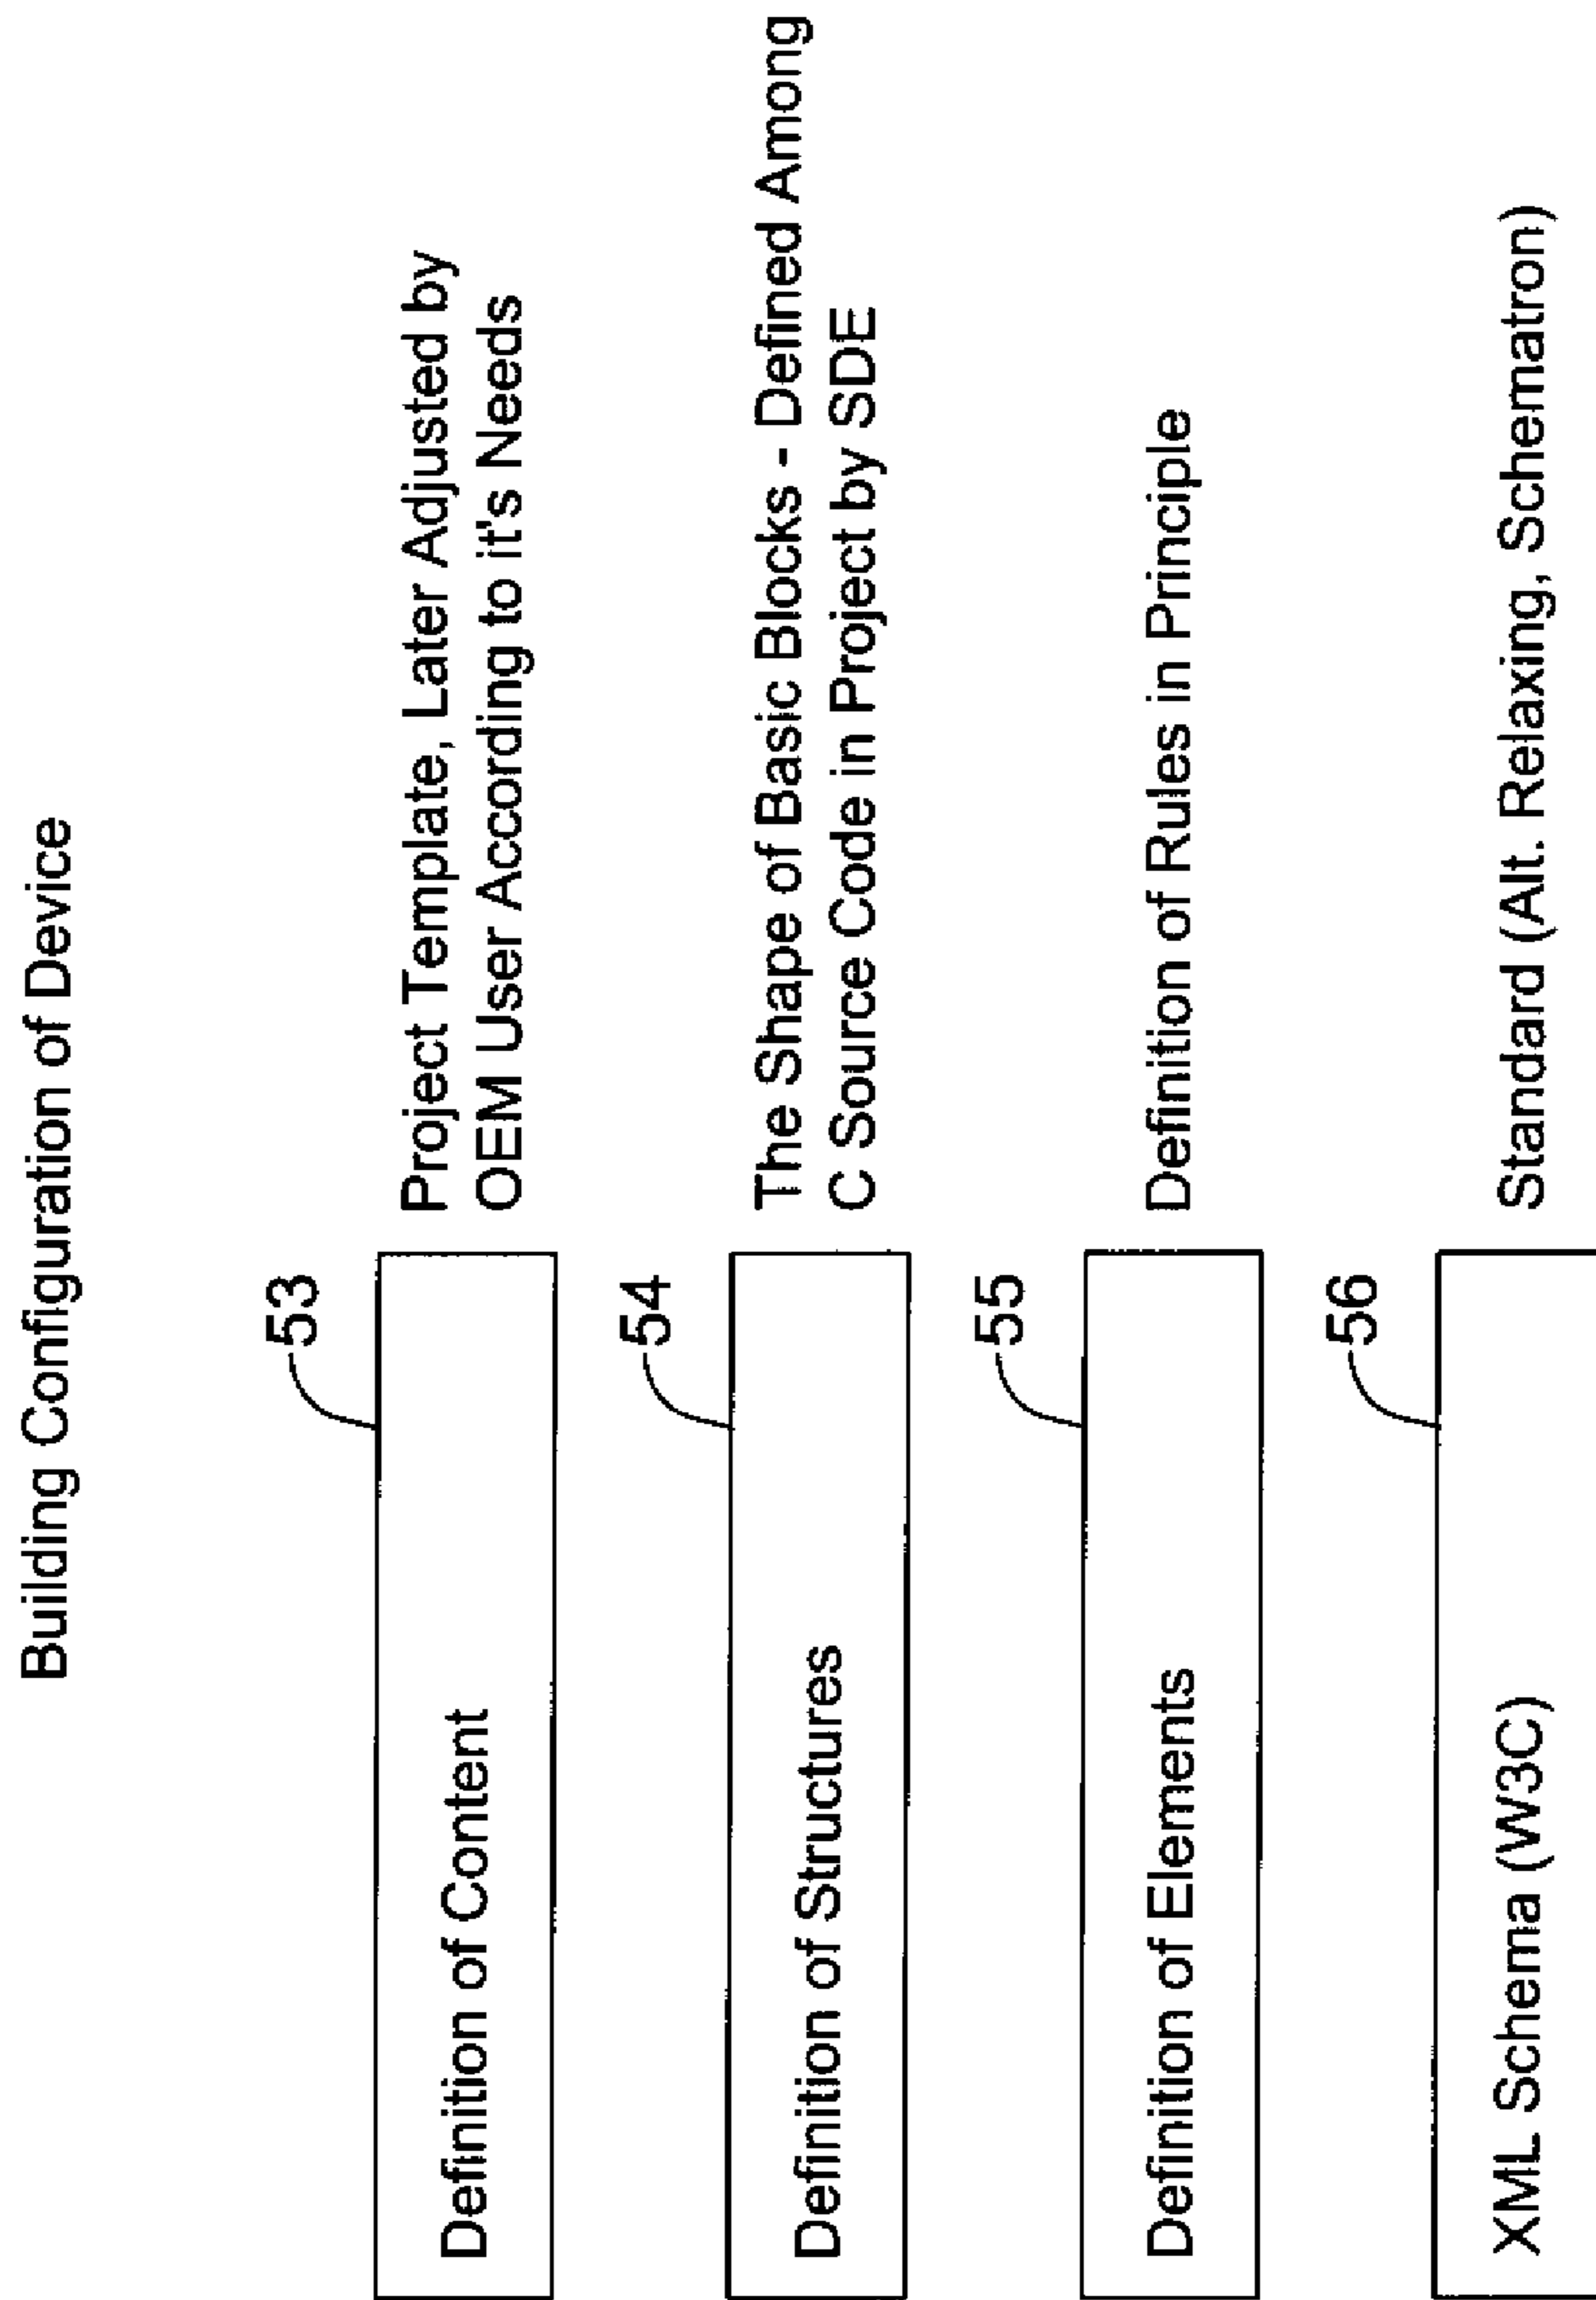 Building Configuration of Device
53
Definition of Content
Project Template, Later Adjusted by
OEM User According to it's Needs
54
Definition of Structures
The Shape of Basic Blocks - Defined Among
C Source Code in Project by SDE
55
Definition of Elements
Definition of Rules in Principle
56
XML Schema (W3C)
Standard (Alt. Relaxing, Schematron)